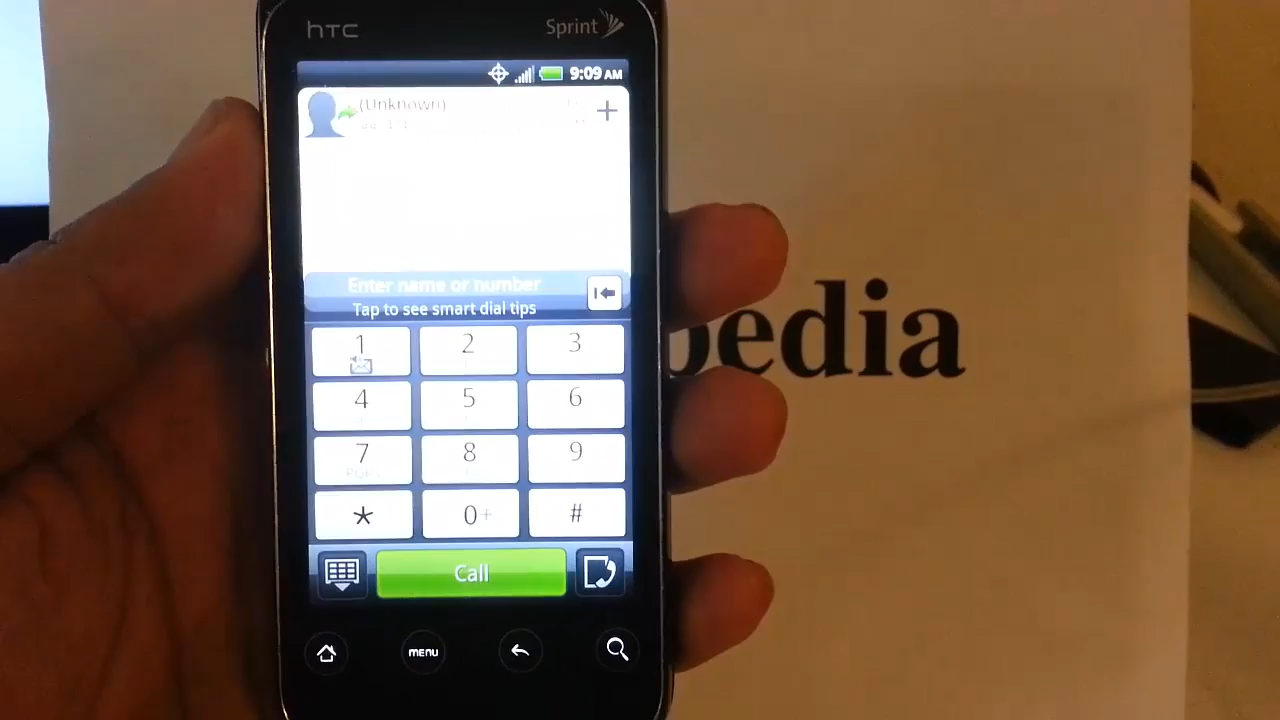 hTC Sprint
9:09 AM
(Unknown)
+
Enter name or number
Tap to see smart dial tips
1 2 3
4 5 6
7 8 9
* 0+ #
Call
MENU
pedia